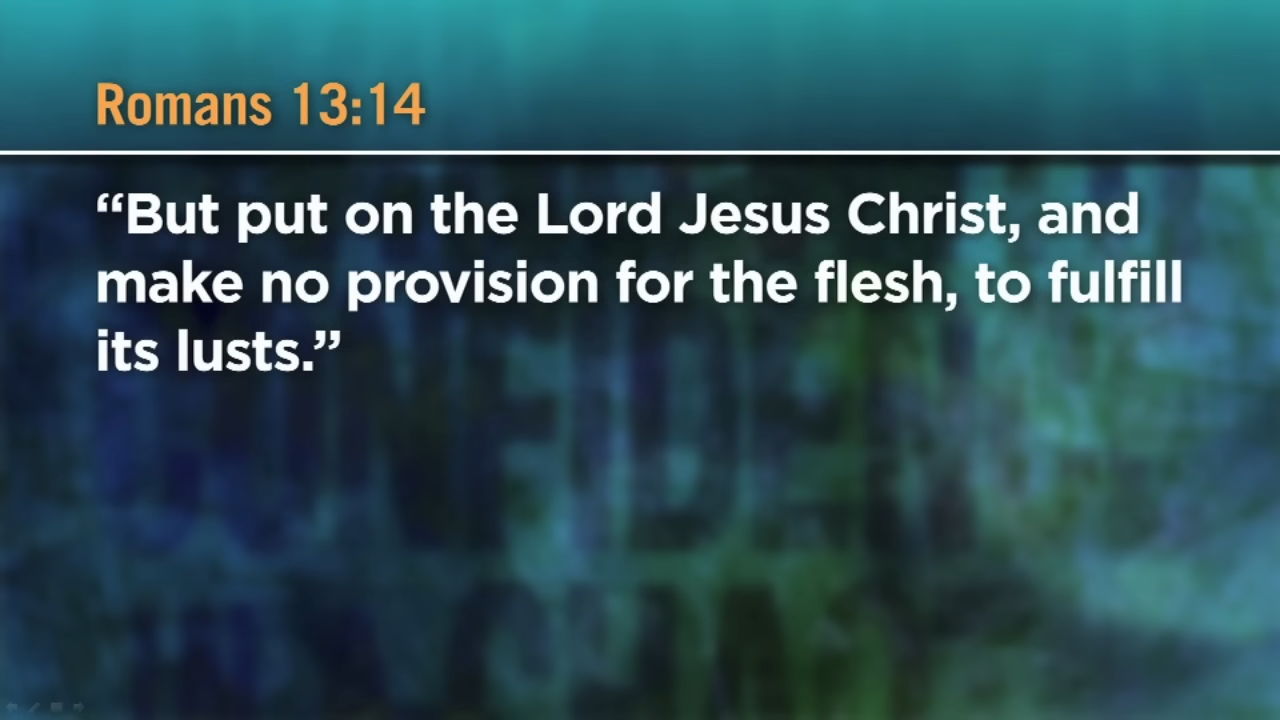 Romans 13:14
“But put on the Lord Jesus Christ, and
make no provision for the flesh, to fulfill
its lusts.”